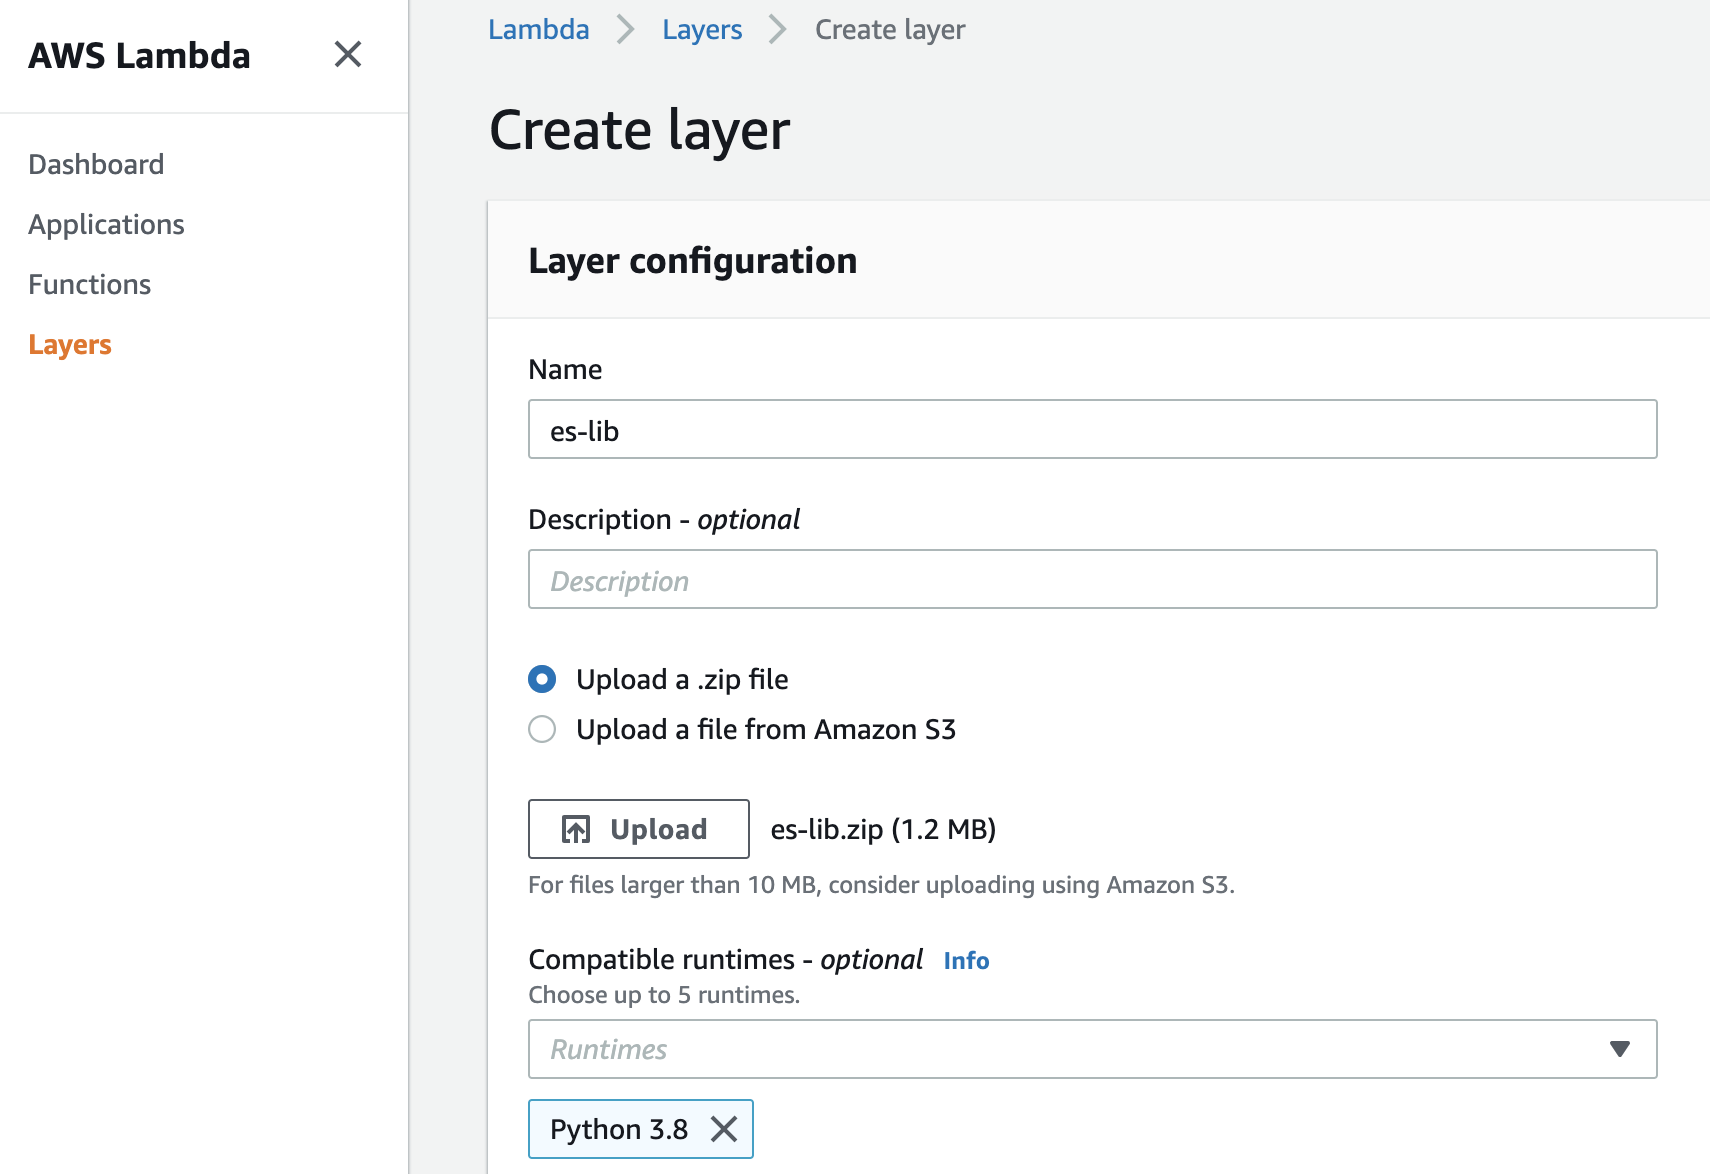 AWS Lambda
Dashboard
Applications
Functions
Layers
Lambda Layers Create layer
Create layer
Layer configuration
Name
es-lib
Description - optional
Description
Upload a .zip file
Upload a file from Amazon S3
Upload es-lib.zip (1.2 MB)
For files larger than 10 MB, consider uploading using Amazon S3.
Compatible runtimes - optional Info
Choose up to 5 runtimes.
Runtimes
Python 3.8